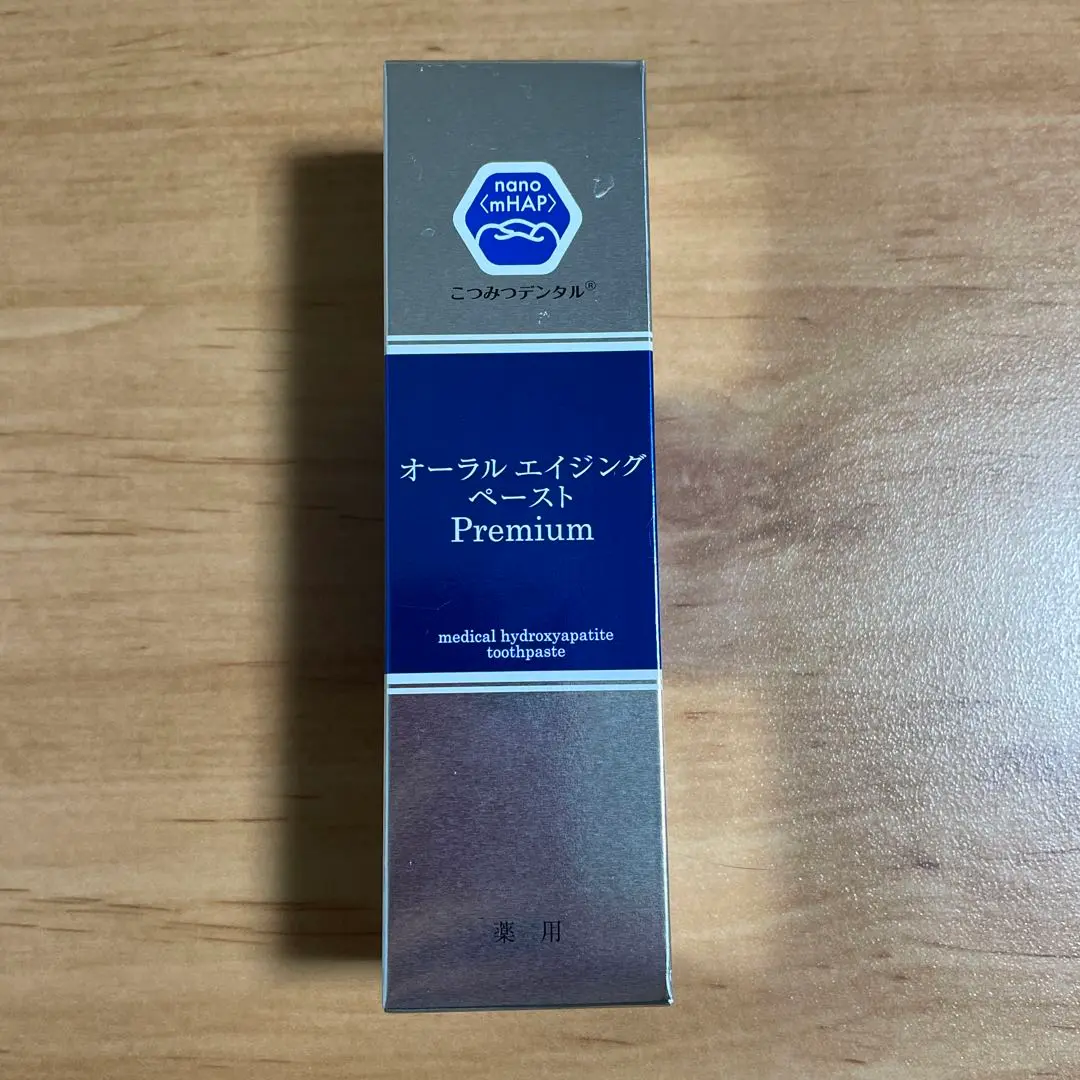 nano
〈mHAP〉
こつみつデンタル®
オーラル エイジング
ペースト
Premium
medical hydroxyapatite
toothpaste
薬 用